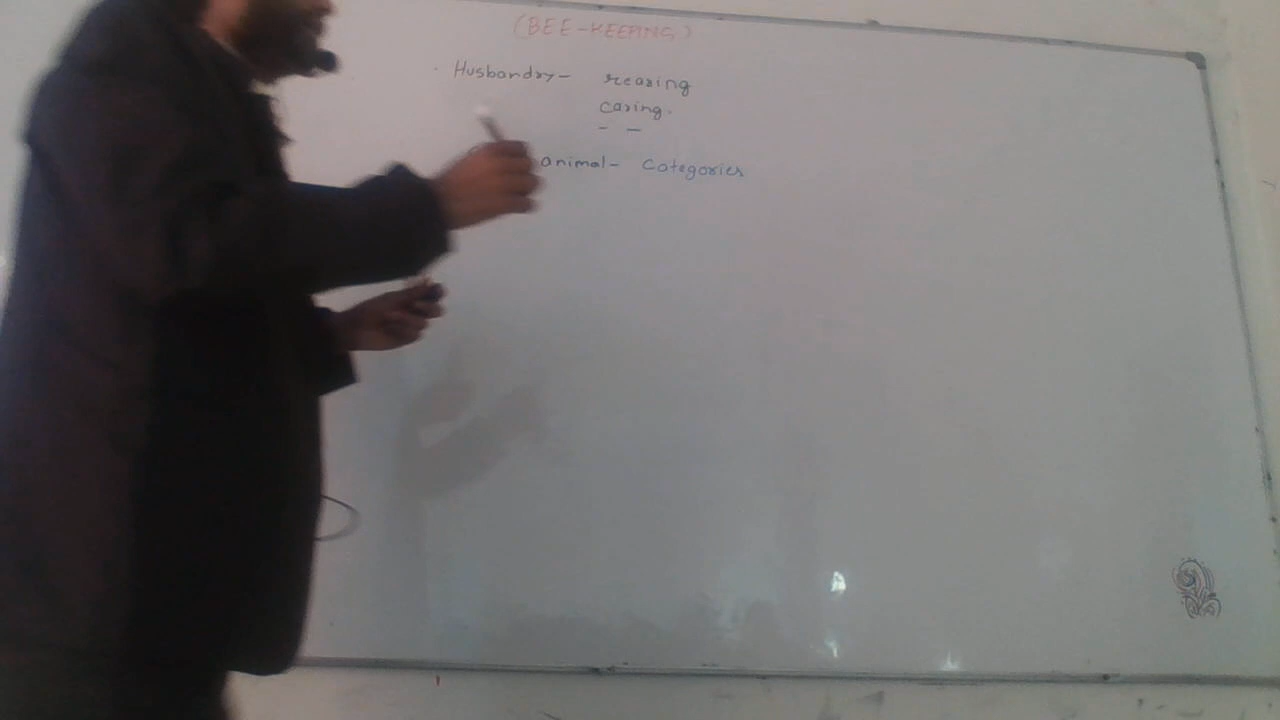 (BEE-KEEPING)
Husbandry- rearing
caring.
- -
animal- Categories